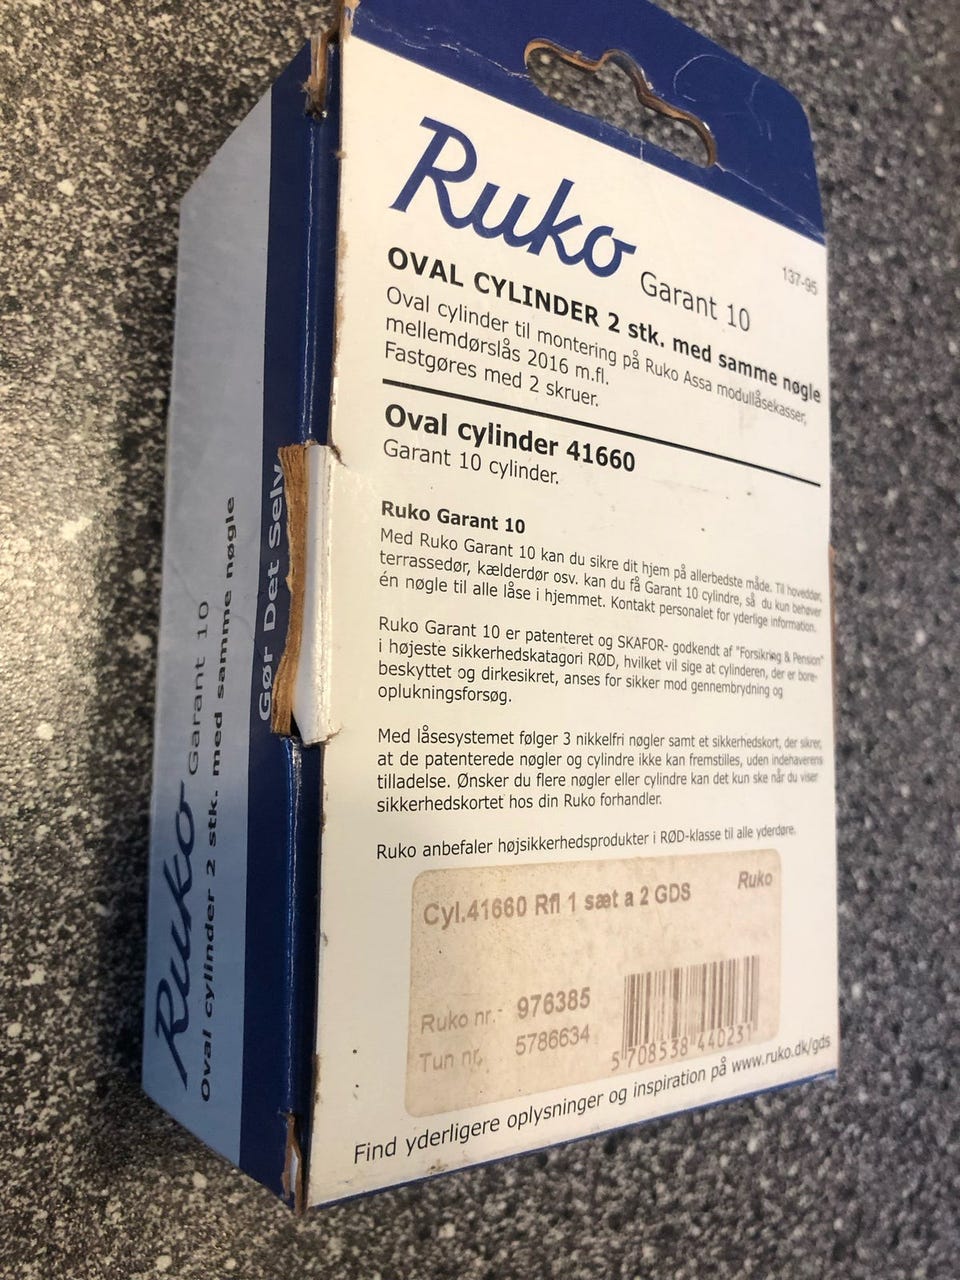 Ruko Garant 10
137-95
OVAL CYLINDER 2 stk. med samme nøgle
Oval cylinder til montering på Ruko Assa modullåsekasser,
mellemdørslås 2016 m.fl.
Fastgøres med 2 skruer.
Oval cylinder 41660
Garant 10 cylinder.
Ruko Garant 10
Med Ruko Garant 10 kan du sikre dit hjem på allerbedste måde. Til hoveddør,
terrassedør, kælderdør osv. kan du få Garant 10 cylindre, så du kun behøver
én nøgle til alle låse i hjemmet. Kontakt personalet for yderlige information.
Ruko Garant 10 er patenteret og SKAFOR- godkendt af "Forsikring & Pension"
i højeste sikkerhedskatagori RØD, hvilket vil sige at cylinderen, der er bore-
beskyttet og dirkesikret, anses for sikker mod gennembrydning og
oplukningsforsøg.
Med låsesystemet følger 3 nikkelfri nøgler samt et sikkerhedskort, der sikrer,
at de patenterede nøgler og cylindre ikke kan fremstilles, uden indehaverens
tilladelse. Ønsker du flere nøgler eller cylindre kan det kun ske når du viser
sikkerhedskortet hos din Ruko forhandler.
Ruko anbefaler højsikkerhedsprodukter i RØD-klasse til alle yderdøre.
Ruko
Cyl.41660 Rfl 1 sæt a 2 GDS
Ruko nr.- 976385
Tun nr. 5786634
5 708538 440231
Find yderligere oplysninger og inspiration på www.ruko.dk/gds
Gør Det Selv
Ruko Garant 10
Oval cylinder 2 stk. med samme nøgle